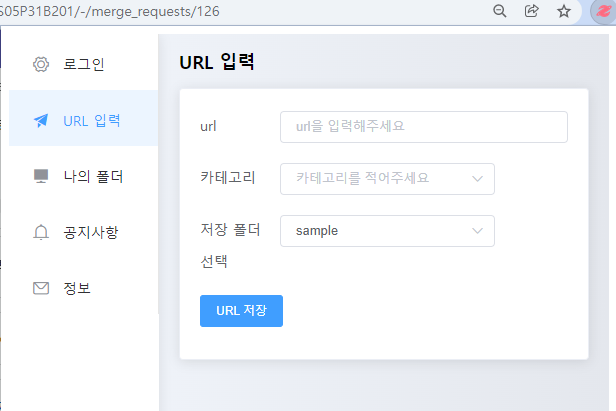 S05P31B201/-/merge_requests/126
로그인
URL 입력
나의 폴더
공지사항
정보
URL 입력
url
url을 입력해주세요
카테고리
카테고리를 적어주세요
저장 폴더
선택
sample
URL 저장